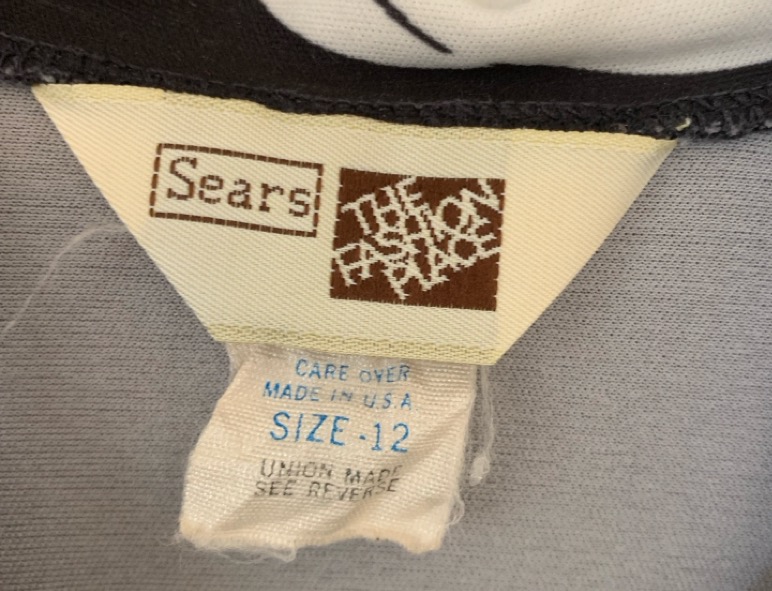 Sears
THE
FASHION
PLACE
CARE OVER
MADE IN U.S.A
SIZE-12
UNION MADE
SEE REVERSE